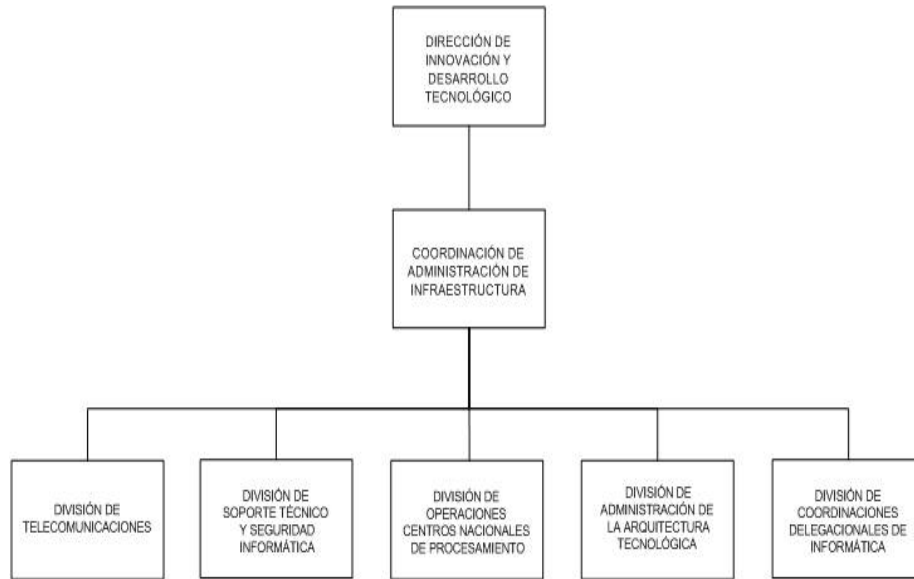 DIRECCIÓN DE
INNOVACIÓN Y
DESARROLLO
TECNOLÓGICO
COORDINACIÓN DE
ADMINISTRACIÓN DE
INFRAESTRUCTURA
DIVISIÓN DE
TELECOMUNICACIONES
DIVISIÓN DE
SOPORTE TÉCNICO
Y SEGURIDAD
INFORMÁTICA
DIVISIÓN DE
OPERACIONES
CENTROS NACIONALES
DE PROCESAMIENTO
DIVISIÓN DE
ADMINISTRACIÓN DE
LA ARQUITECTURA
TECNOLÓGICA
DIVISIÓN DE
COORDINACIONES
DELEGACIONALES DE
INFORMÁTICA